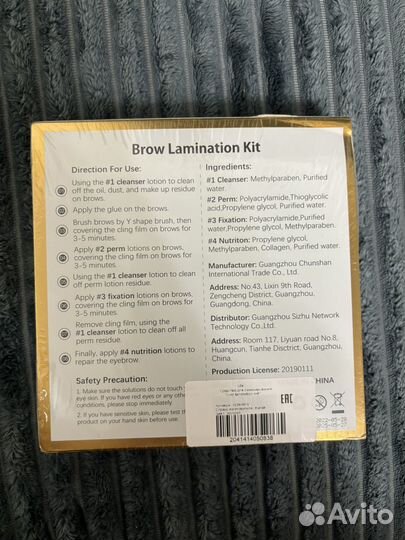 Brow Lamination Kit
Direction For Use:
Using the #1 cleanser lotion to clean
off the oil, dust, and make up residue
on brows.
Apply the glue on the brows.
Brush brows by Y shape brush, then
covering the cling film on brows for
3-5 minutes.
Apply #2 perm lotions on brows,
covering the cling film on brows for
3-5 minutes.
Using the #1 cleanser lotion to clean
off perm lotion residue.
Apply #3 fixation lotions on brows,
covering the cling film on brows for
3-5 minutes.
Remove cling film, using the
#1 cleanser lotion to clean off all
perm residue.
Finally, apply #4 nutrition lotions to
repair the eyebrow.
Safety Precaution:
1. Make sure the solutions do not touch
eye skin. If you have red eyes or any other
please stop immediately
2. If you have sensitive skin, please test the
product on your hand skin before use.
Ingredients:
#1 Cleanser: Methylparaben, Purified
water.
#2 Perm: Polyacrylamide,Thioglycolic
acid,Propylene glycol, Purified water.
#3 Fixation: Polyacrylamide,Purified
water,Propylene glycol, Methylparaben.
#4 Nutriton: Propylene glycol,
Methylparaben, Collagen, Purified water.
Manufacturer: Guangzhou Chunshan
International Trade Co., Ltd.
Address: No.43, Lixin 9th Road,
Zengcheng District, Guangzhou,
Guangdong, China.
Distributor: Guangzhou Sizhu Network
Technology Co.,Ltd.
Address: Room 117, Liyuan road No.8,
Huangcun, Tianhe District, Guangzhou
License of Production: 20190111
CHINA
EAC
2041414050838
2022-05-28
2025-05-27
Avito